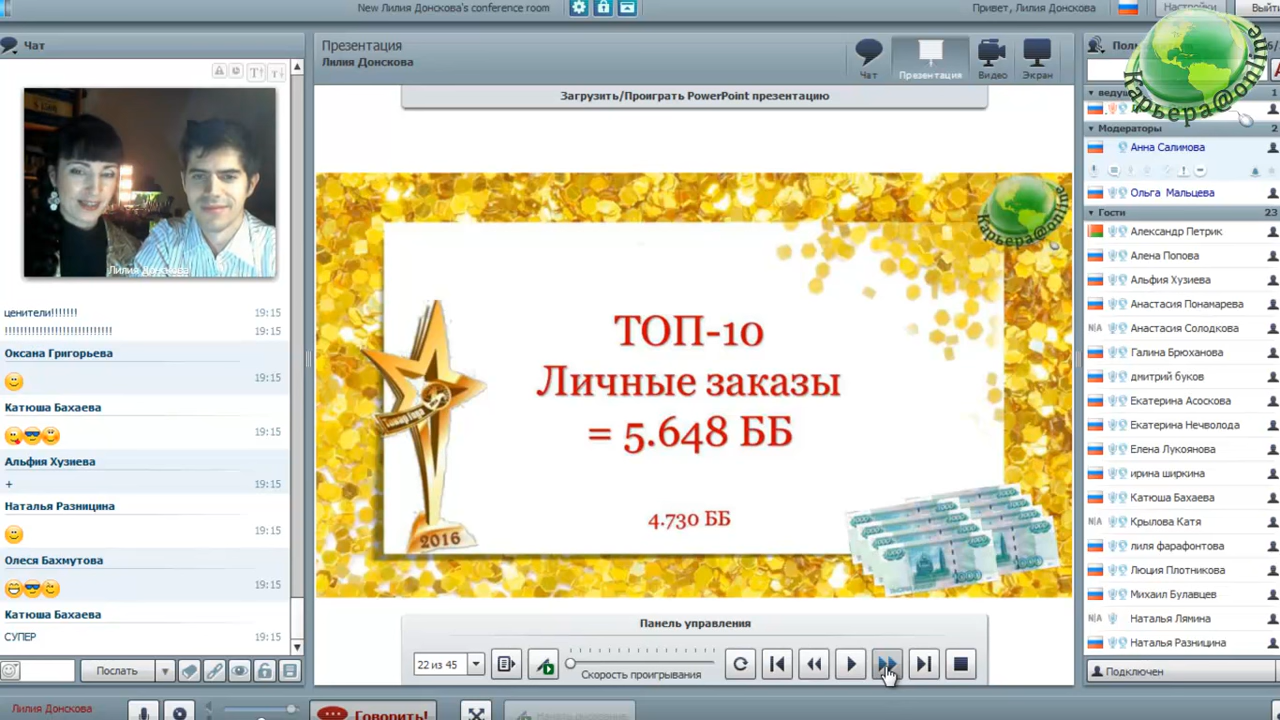 New Лилия Донскова's conference room
Привет, Лилия Донскова
Настройки
Чат
Презентация
Лилия Донскова
Чат
Презентация
Видео
Экран
Карьера@online
Загрузить/Проиграть PowerPoint презентацию
Лилия Донскова
ценители!!!!!!!
19:15
!!!!!!!!!!!!!!!!!!!!!!!!!!!!
19:15
Оксана Григорьева
19:15
Катюша Бахаева
19:15
Альфия Хузиева
+
19:15
Наталья Разницина
19:15
Олеся Бахмутова
19:15
Катюша Бахаева
СУПЕР
19:15
Послать
Карьера@online
ТОП-10
Личные заказы
= 5.648 ББ
4.730 ББ
2016
Панель управления
22 из 45
Скорость проигрывания
1
Модераторы
2
Анна Салимова
Ольга Мальцева
Гости
23
Александр Петрик
Алена Попова
Альфия Хузиева
Анастасия Понамарева
N/A
Анастасия Солодкова
Галина Брюханова
дмитрий буков
Екатерина Асоскова
Екатерина Нечволода
Елена Лукоянова
ирина ширкина
Катюша Бахаева
N/A
Крылова Катя
лиля фарафонтова
Люция Плотникова
Михаил Булавцев
N/A
Наталья Лямина
Наталья Разницина
Подключен
Лилия Донскова
Говорить!